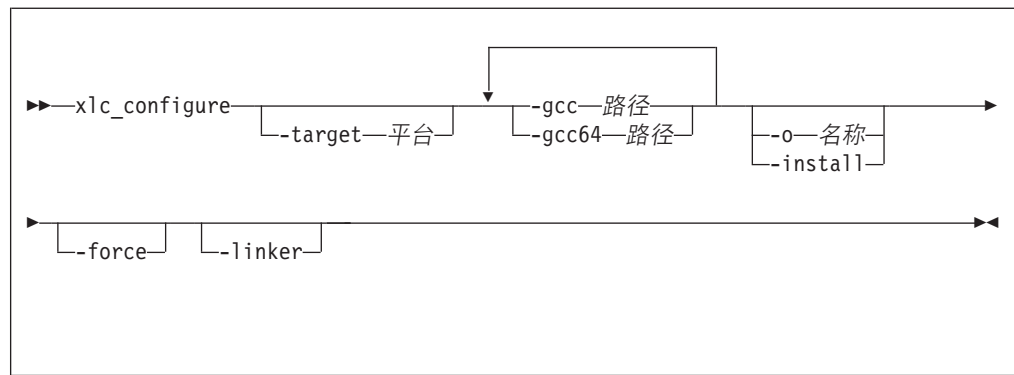 xlc_configure -gcc 路径
-target 平台 -gcc64 路径 -o 名称
-install
-force -linker